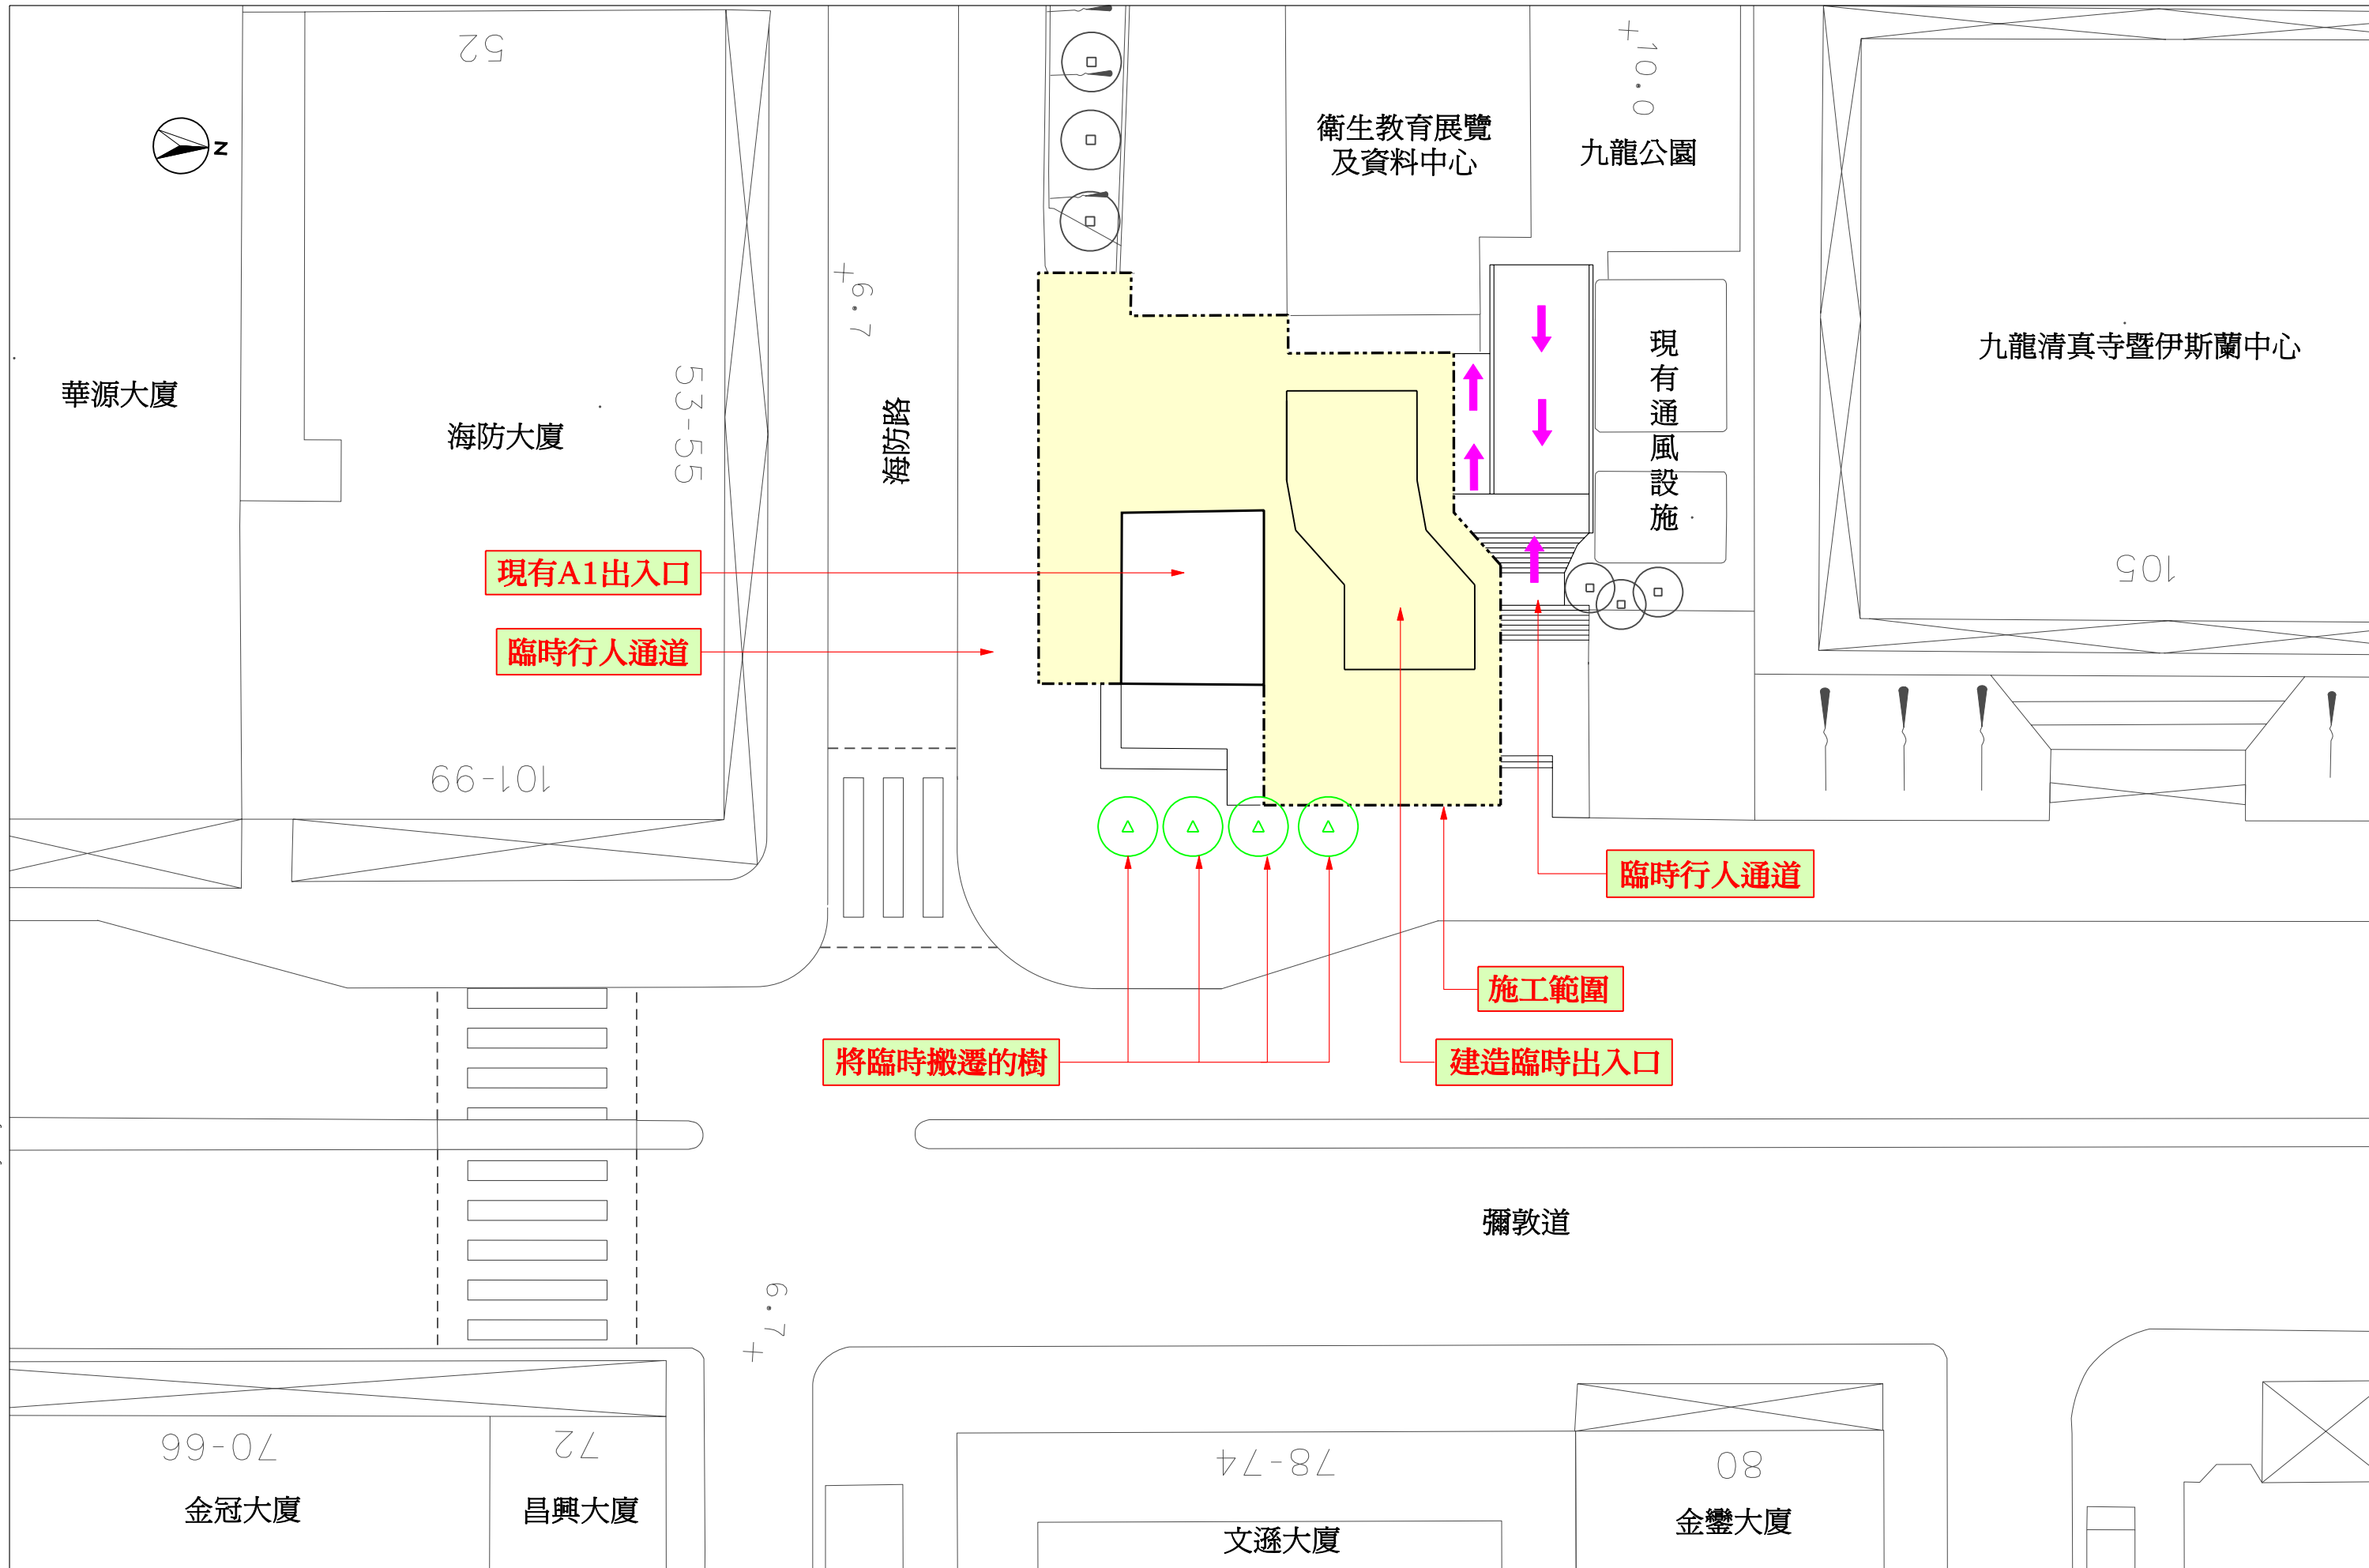 52
+10.0
N
衛生教育展覽
及資料中心
九龍公園
+6.7
現有通風設施
九龍清真寺暨伊斯蘭中心
華源大廈
海防大廈
53-55
海防路
現有A1出入口
臨時行人通道
105
101-99
臨時行人通道
施工範圍
將臨時搬遷的樹
建造臨時出入口
彌敦道
6.7+
70-66
72
78-74
80
金冠大廈
昌興大廈
文遜大廈
金鑾大廈